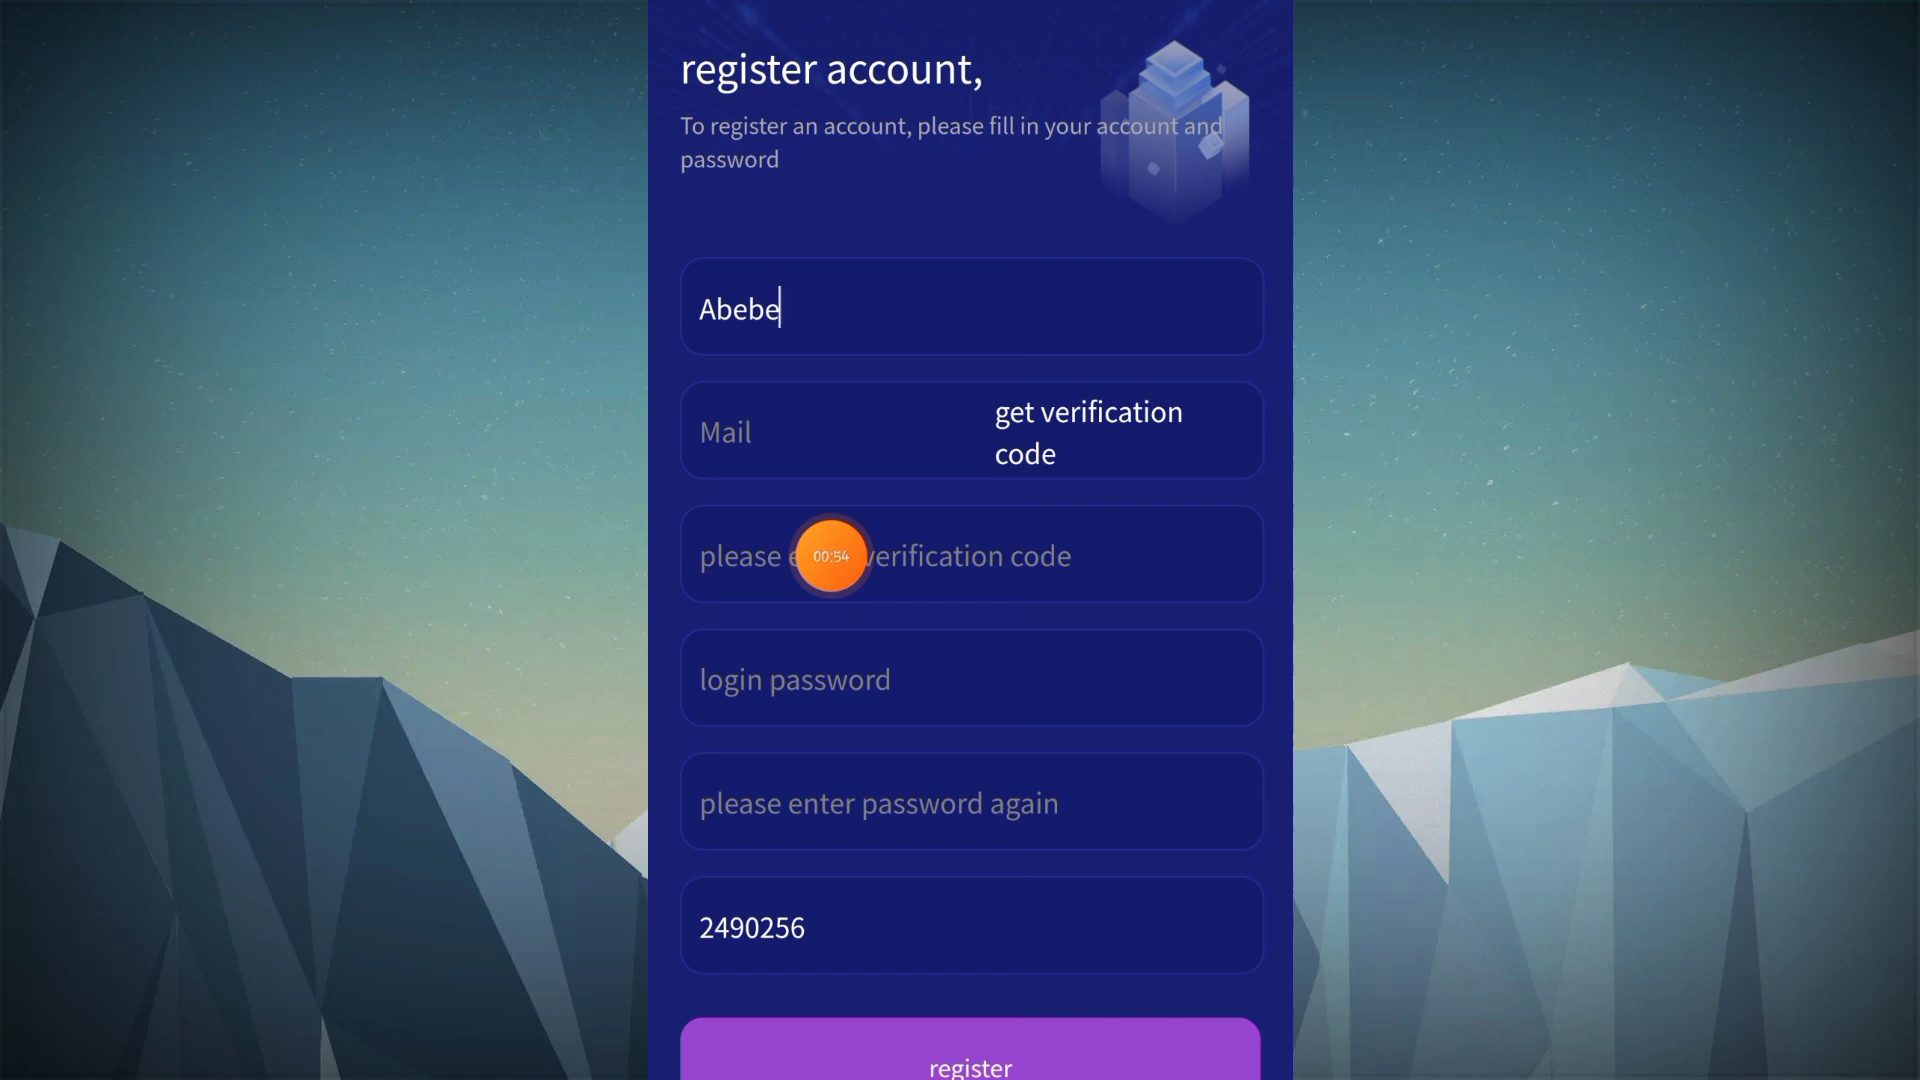 register account,
To register an account, please fill in your account and
password
Abebe
Mail
get verification
code
please verification code
00:54
login password
please enter password again
2490256
register